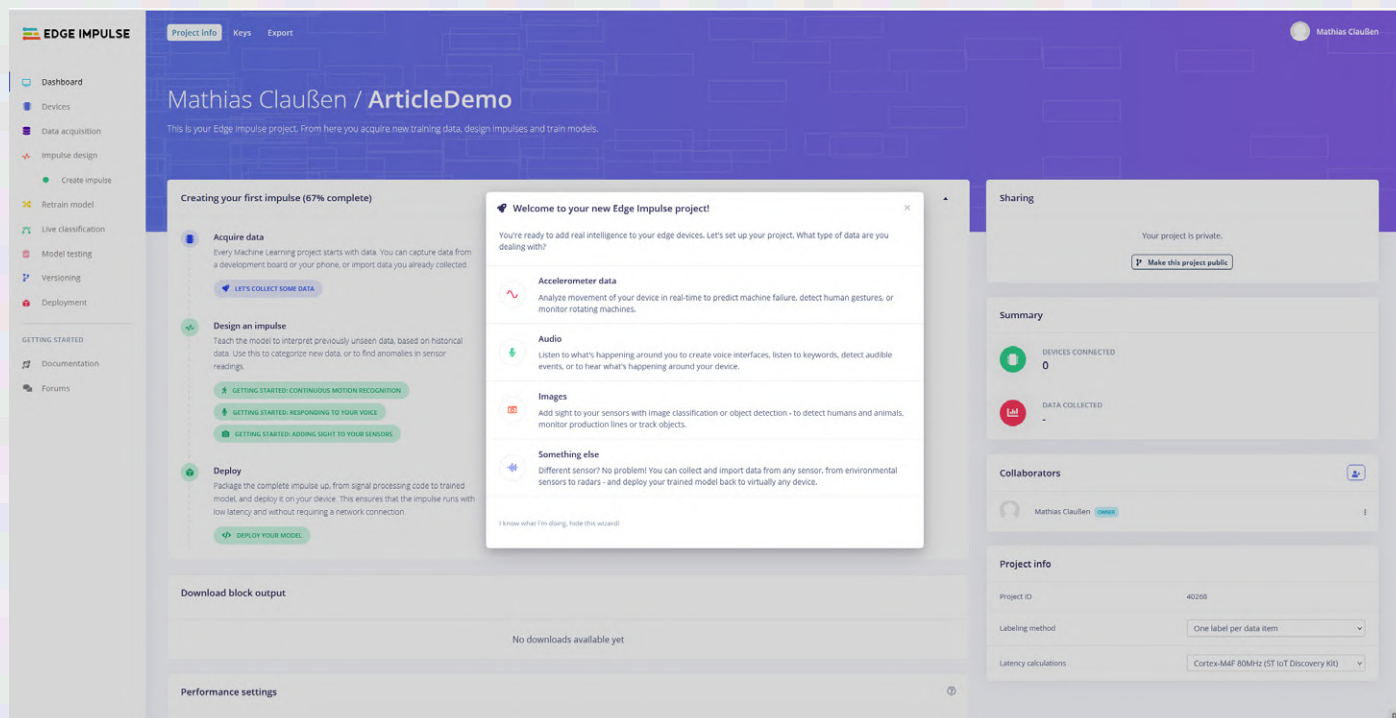 EDGE IMPULSE
Project info
Keys
Export
Mathias Claußen
Dashboard
Devices
Data acquisition
Impulse design
Create impulse
Retrain model
Live classification
Model testing
Versioning
Deployment
GETTING STARTED
Documentation
Forums
Mathias Claußen / ArticleDemo
This is your Edge Impulse project. From here you acquire new training data, design impulses and train models.
Creating your first impulse (67% complete)
Acquire data
Every Machine Learning project starts with data. You can capture data from
a development board or your phone, or import data you already collected.
LET'S COLLECT SOME DATA
Design an impulse
Teach the model to interpret previously unseen data, based on historical
data. Use this to categorize new data, or to find anomalies in sensor
readings.
GETTING STARTED: CONTINUOUS MOTION RECOGNITION
GETTING STARTED: RESPONDING TO YOUR VOICE
GETTING STARTED: ADDING SIGHT TO YOUR SENSORS
Deploy
Package the complete impulse up, from signal processing code to trained
model, and deploy it on your device. This ensures that the impulse runs with
low latency and without requiring a network connection.
DEPLOY YOUR MODEL
Welcome to your new Edge Impulse project!
You're ready to add real intelligence to your edge devices. Let's set up your project. What type of data are you
dealing with?
Accelerometer data
Analyze movement of your device in real-time to predict machine failure, detect human gestures, or
monitor rotating machines.
Audio
Listen to what's happening around you to create voice interfaces, listen to keywords, detect audible
events, or to hear what's happening around your device.
Images
Add sight to your sensors with image classification or object detection - to detect humans and animals,
monitor production lines or track objects.
Something else
Different sensor? No problem! You can collect and import data from any sensor, from environmental
sensors to radars - and deploy your trained model back to virtually any device.
I know what I'm doing, hide this wizard!
Download block output
No downloads available yet
Performance settings
Sharing
Your project is private.
Make this project public
Summary
DEVICES CONNECTED
0
DATA COLLECTED
-
Collaborators
Mathias Claußen OWNER
Project info
Project ID
40268
Labeling method
One label per data item
Latency calculations
Cortex-M4F 80MHz (ST IoT Discovery Kit)